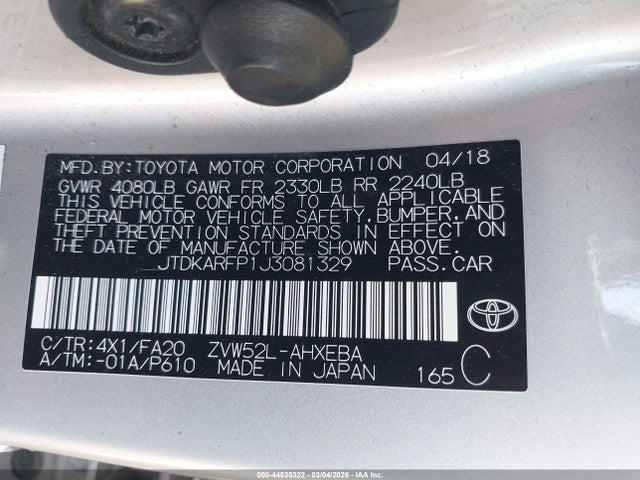 MFD.BY:TOYOTA MOTOR CORPORATION 04/18
GVWR 4080LB GAWR FR 2330LB RR 2240LB
THIS VEHICLE CONFORMS TO ALL APPLICABLE
FEDERAL MOTOR VEHICLE SAFETY,BUMPER,AND
THEFT PREVENTION STANDARDS IN EFFECT ON
THE DATE OF MANUFACTURE SHOWN ABOVE.
JTDKARFP1J3081329 PASS.CAR
C/TR:4X1/FA20 ZVW52L-AHXEBA
A/TM:-01A/P610 MADE IN JAPAN 165 C
000-44535322 - 03/04/2026 - IAA Inc.